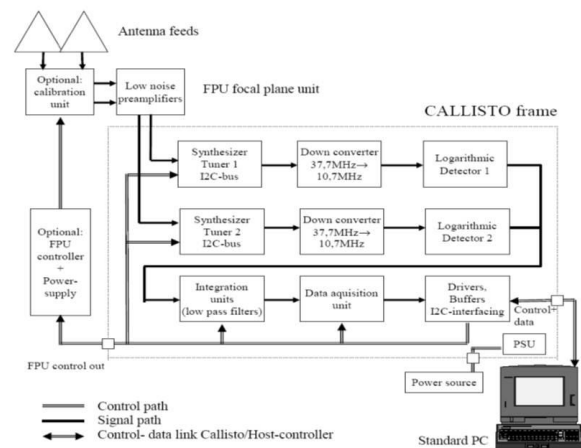 Antenna feeds
Optional:
calibration
unit
Low noise
preamplifiers
FPU focal plane unit
CALLISTO frame
Synthesizer
Tuner 1
I2C-bus
Down converter
37,7MHz→
10,7MHz
Logarithmic
Detector 1
Synthesizer
Tuner 2
I2C-bus
Down converter
37,7MHz→
10,7MHz
Logarithmic
Detector 2
Optional:
FPU
controller
+
Power-
supply
Integration
units
(low pass filters)
Data aquisition
unit
Drivers,
Buffers
I2C-interfacing
Control+
data
PSU
FPU control out
Power source
Control path
Signal path
Control- data link Callisto/Host-controller
Standard PC